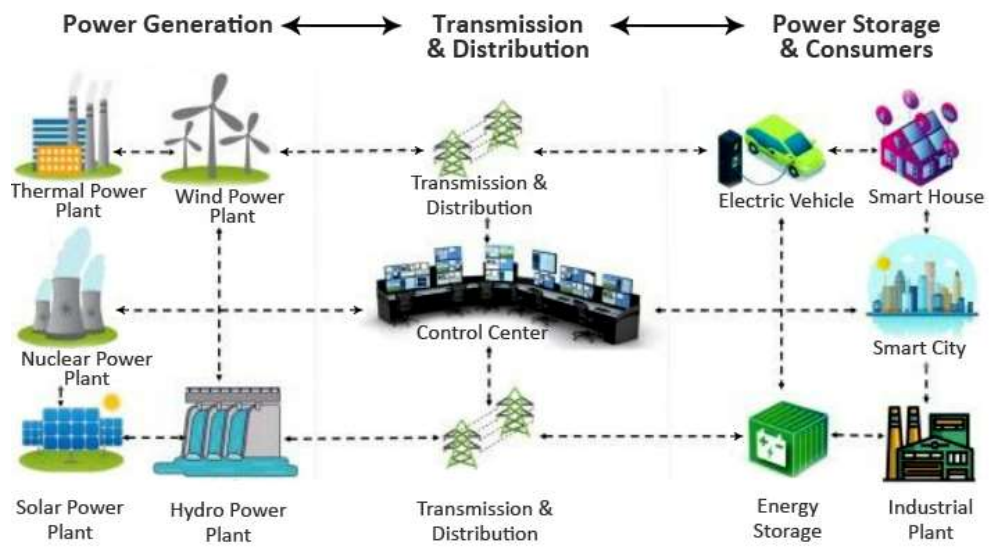 Power Generation
Transmission
& Distribution
Power Storage
& Consumers
Thermal Power
Plant
Wind Power
Plant
Transmission &
Distribution
Electric Vehicle
Smart House
Nuclear Power
Plant
Control Center
Smart City
Solar Power
Plant
Hydro Power
Plant
Transmission &
Distribution
Energy
Storage
Industrial
Plant